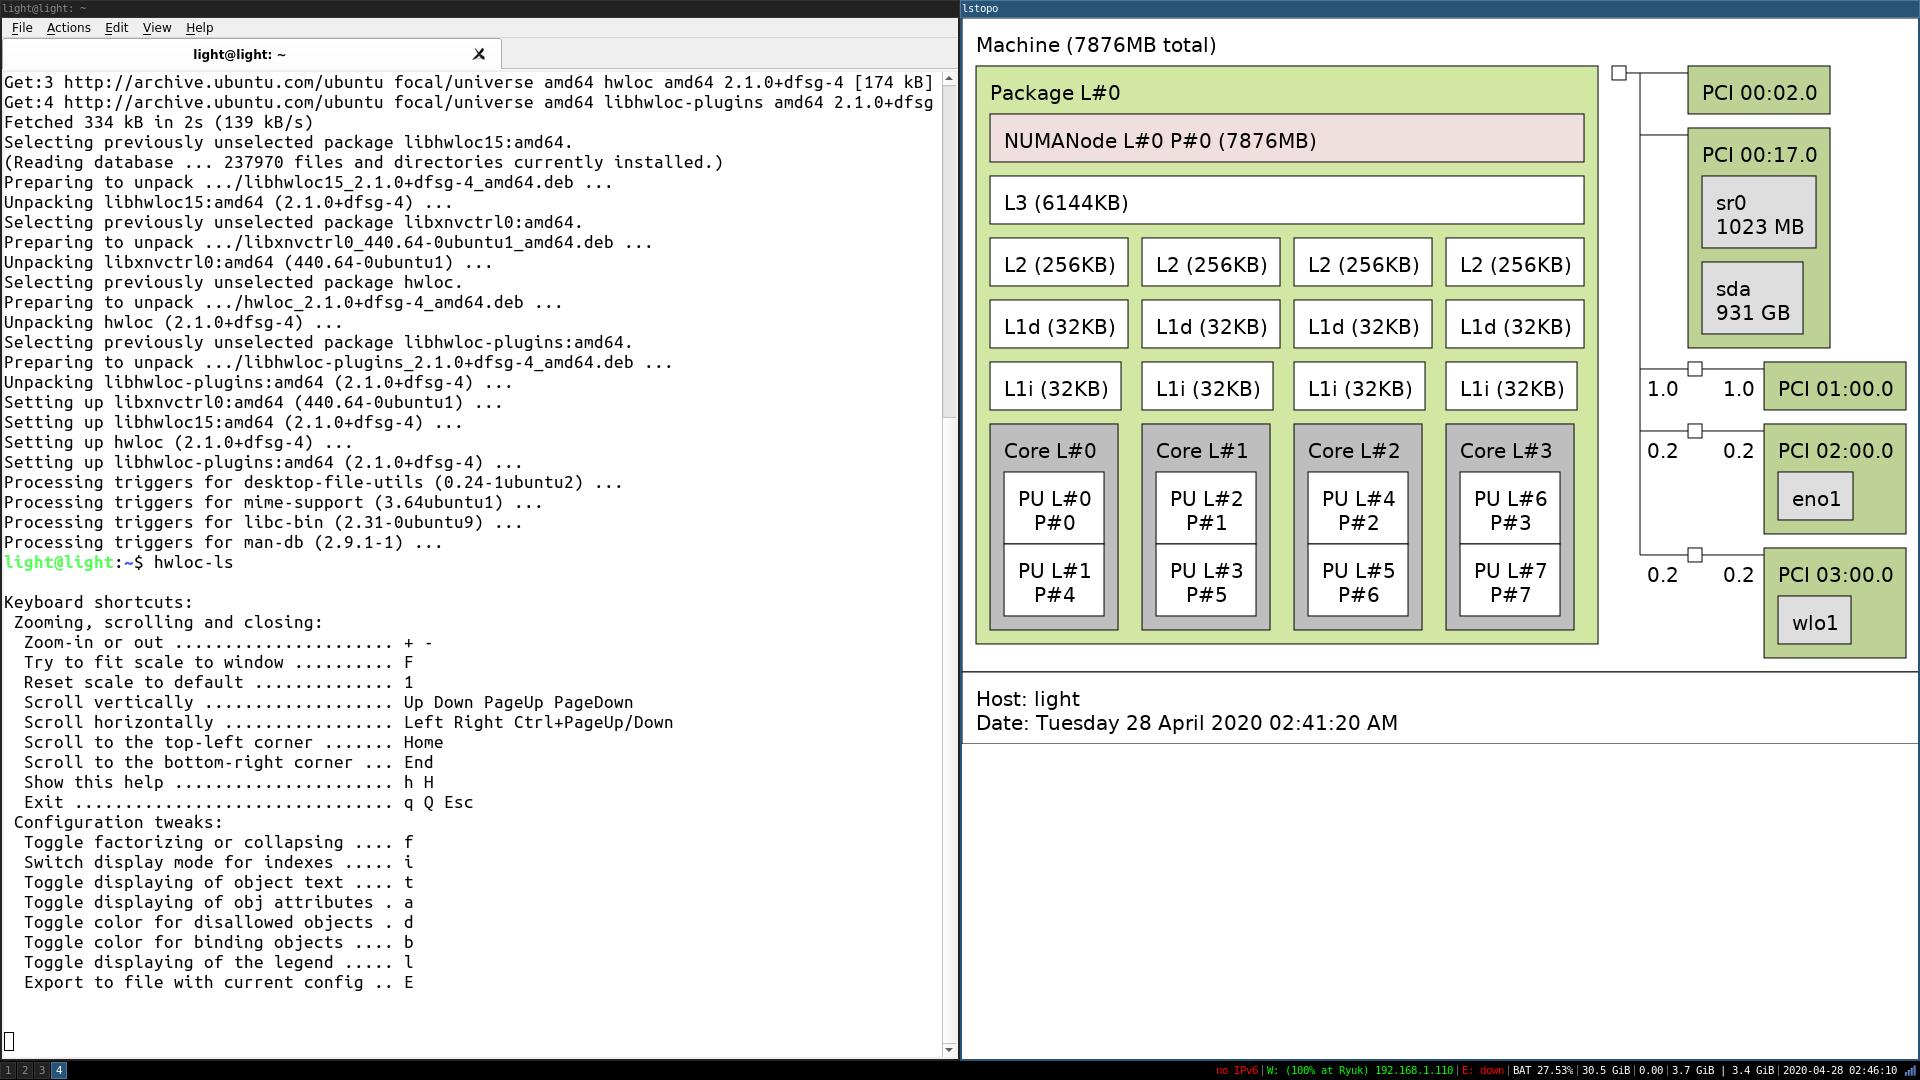 light@light: ~
File Actions Edit View Help
light@light: ~
Get:3 http://archive.ubuntu.com/ubuntu focal/universe amd64 hwloc amd64 2.1.0+dfsg-4 [174 kB]
Get:4 http://archive.ubuntu.com/ubuntu focal/universe amd64 libhwloc-plugins amd64 2.1.0+dfsg
Fetched 334 kB in 2s (139 kB/s)
Selecting previously unselected package libhwloc15:amd64.
(Reading database ... 237970 files and directories currently installed.)
Preparing to unpack .../libhwloc15_2.1.0+dfsg-4_amd64.deb ...
Unpacking libhwloc15:amd64 (2.1.0+dfsg-4) ...
Selecting previously unselected package libxnvctrl0:amd64.
Preparing to unpack .../libxnvctrl0_440.64-0ubuntu1_amd64.deb ...
Unpacking libxnvctrl0:amd64 (440.64-0ubuntu1) ...
Selecting previously unselected package hwloc.
Preparing to unpack .../hwloc_2.1.0+dfsg-4_amd64.deb ...
Unpacking hwloc (2.1.0+dfsg-4) ...
Selecting previously unselected package libhwloc-plugins:amd64.
Preparing to unpack .../libhwloc-plugins_2.1.0+dfsg-4_amd64.deb ...
Unpacking libhwloc-plugins:amd64 (2.1.0+dfsg-4) ...
Setting up libxnvctrl0:amd64 (440.64-0ubuntu1) ...
Setting up libhwloc15:amd64 (2.1.0+dfsg-4) ...
Setting up hwloc (2.1.0+dfsg-4) ...
Setting up libhwloc-plugins:amd64 (2.1.0+dfsg-4) ...
Processing triggers for desktop-file-utils (0.24-1ubuntu2) ...
Processing triggers for mime-support (3.64ubuntu1) ...
Processing triggers for libc-bin (2.31-0ubuntu9) ...
Processing triggers for man-db (2.9.1-1) ...
light@light:~$ hwloc-ls
Keyboard shortcuts:
Zooming, scrolling and closing:
Zoom-in or out ...................... + -
Try to fit scale to window .......... F
Reset scale to default .............. 1
Scroll vertically ................... Up Down PageUp PageDown
Scroll horizontally ................. Left Right Ctrl+PageUp/Down
Scroll to the top-left corner ....... Home
Scroll to the bottom-right corner ... End
Show this help ...................... h H
Exit ................................ q Q Esc
Configuration tweaks:
Toggle factorizing or collapsing .... f
Switch display mode for indexes ..... i
Toggle displaying of object text .... t
Toggle displaying of obj attributes . a
Toggle color for disallowed objects . d
Toggle color for binding objects .... b
Toggle displaying of the legend ..... l
Export to file with current config .. E
lstopo
Machine (7876MB total)
Package L#0
NUMANode L#0 P#0 (7876MB)
L3 (6144KB)
L2 (256KB) L2 (256KB) L2 (256KB) L2 (256KB)
L1d (32KB) L1d (32KB) L1d (32KB) L1d (32KB)
L1i (32KB) L1i (32KB) L1i (32KB) L1i (32KB)
Core L#0 Core L#1 Core L#2 Core L#3
PU L#0 PU L#2 PU L#4 PU L#6
P#0 P#1 P#2 P#3
PU L#1 PU L#3 PU L#5 PU L#7
P#4 P#5 P#6 P#7
PCI 00:02.0
PCI 00:17.0
sr0
1023 MB
sda
931 GB
1.0 1.0 PCI 01:00.0
0.2 0.2 PCI 02:00.0
eno1
0.2 0.2 PCI 03:00.0
wlo1
Host: light
Date: Tuesday 28 April 2020 02:41:20 AM
1 2 3 4
no IPv6|W: (100% at Ryuk) 192.168.1.110|E: down|BAT 27.53%|30.5 GiB|0.00|3.7 GiB | 3.4 GiB|2020-04-28 02:46:10